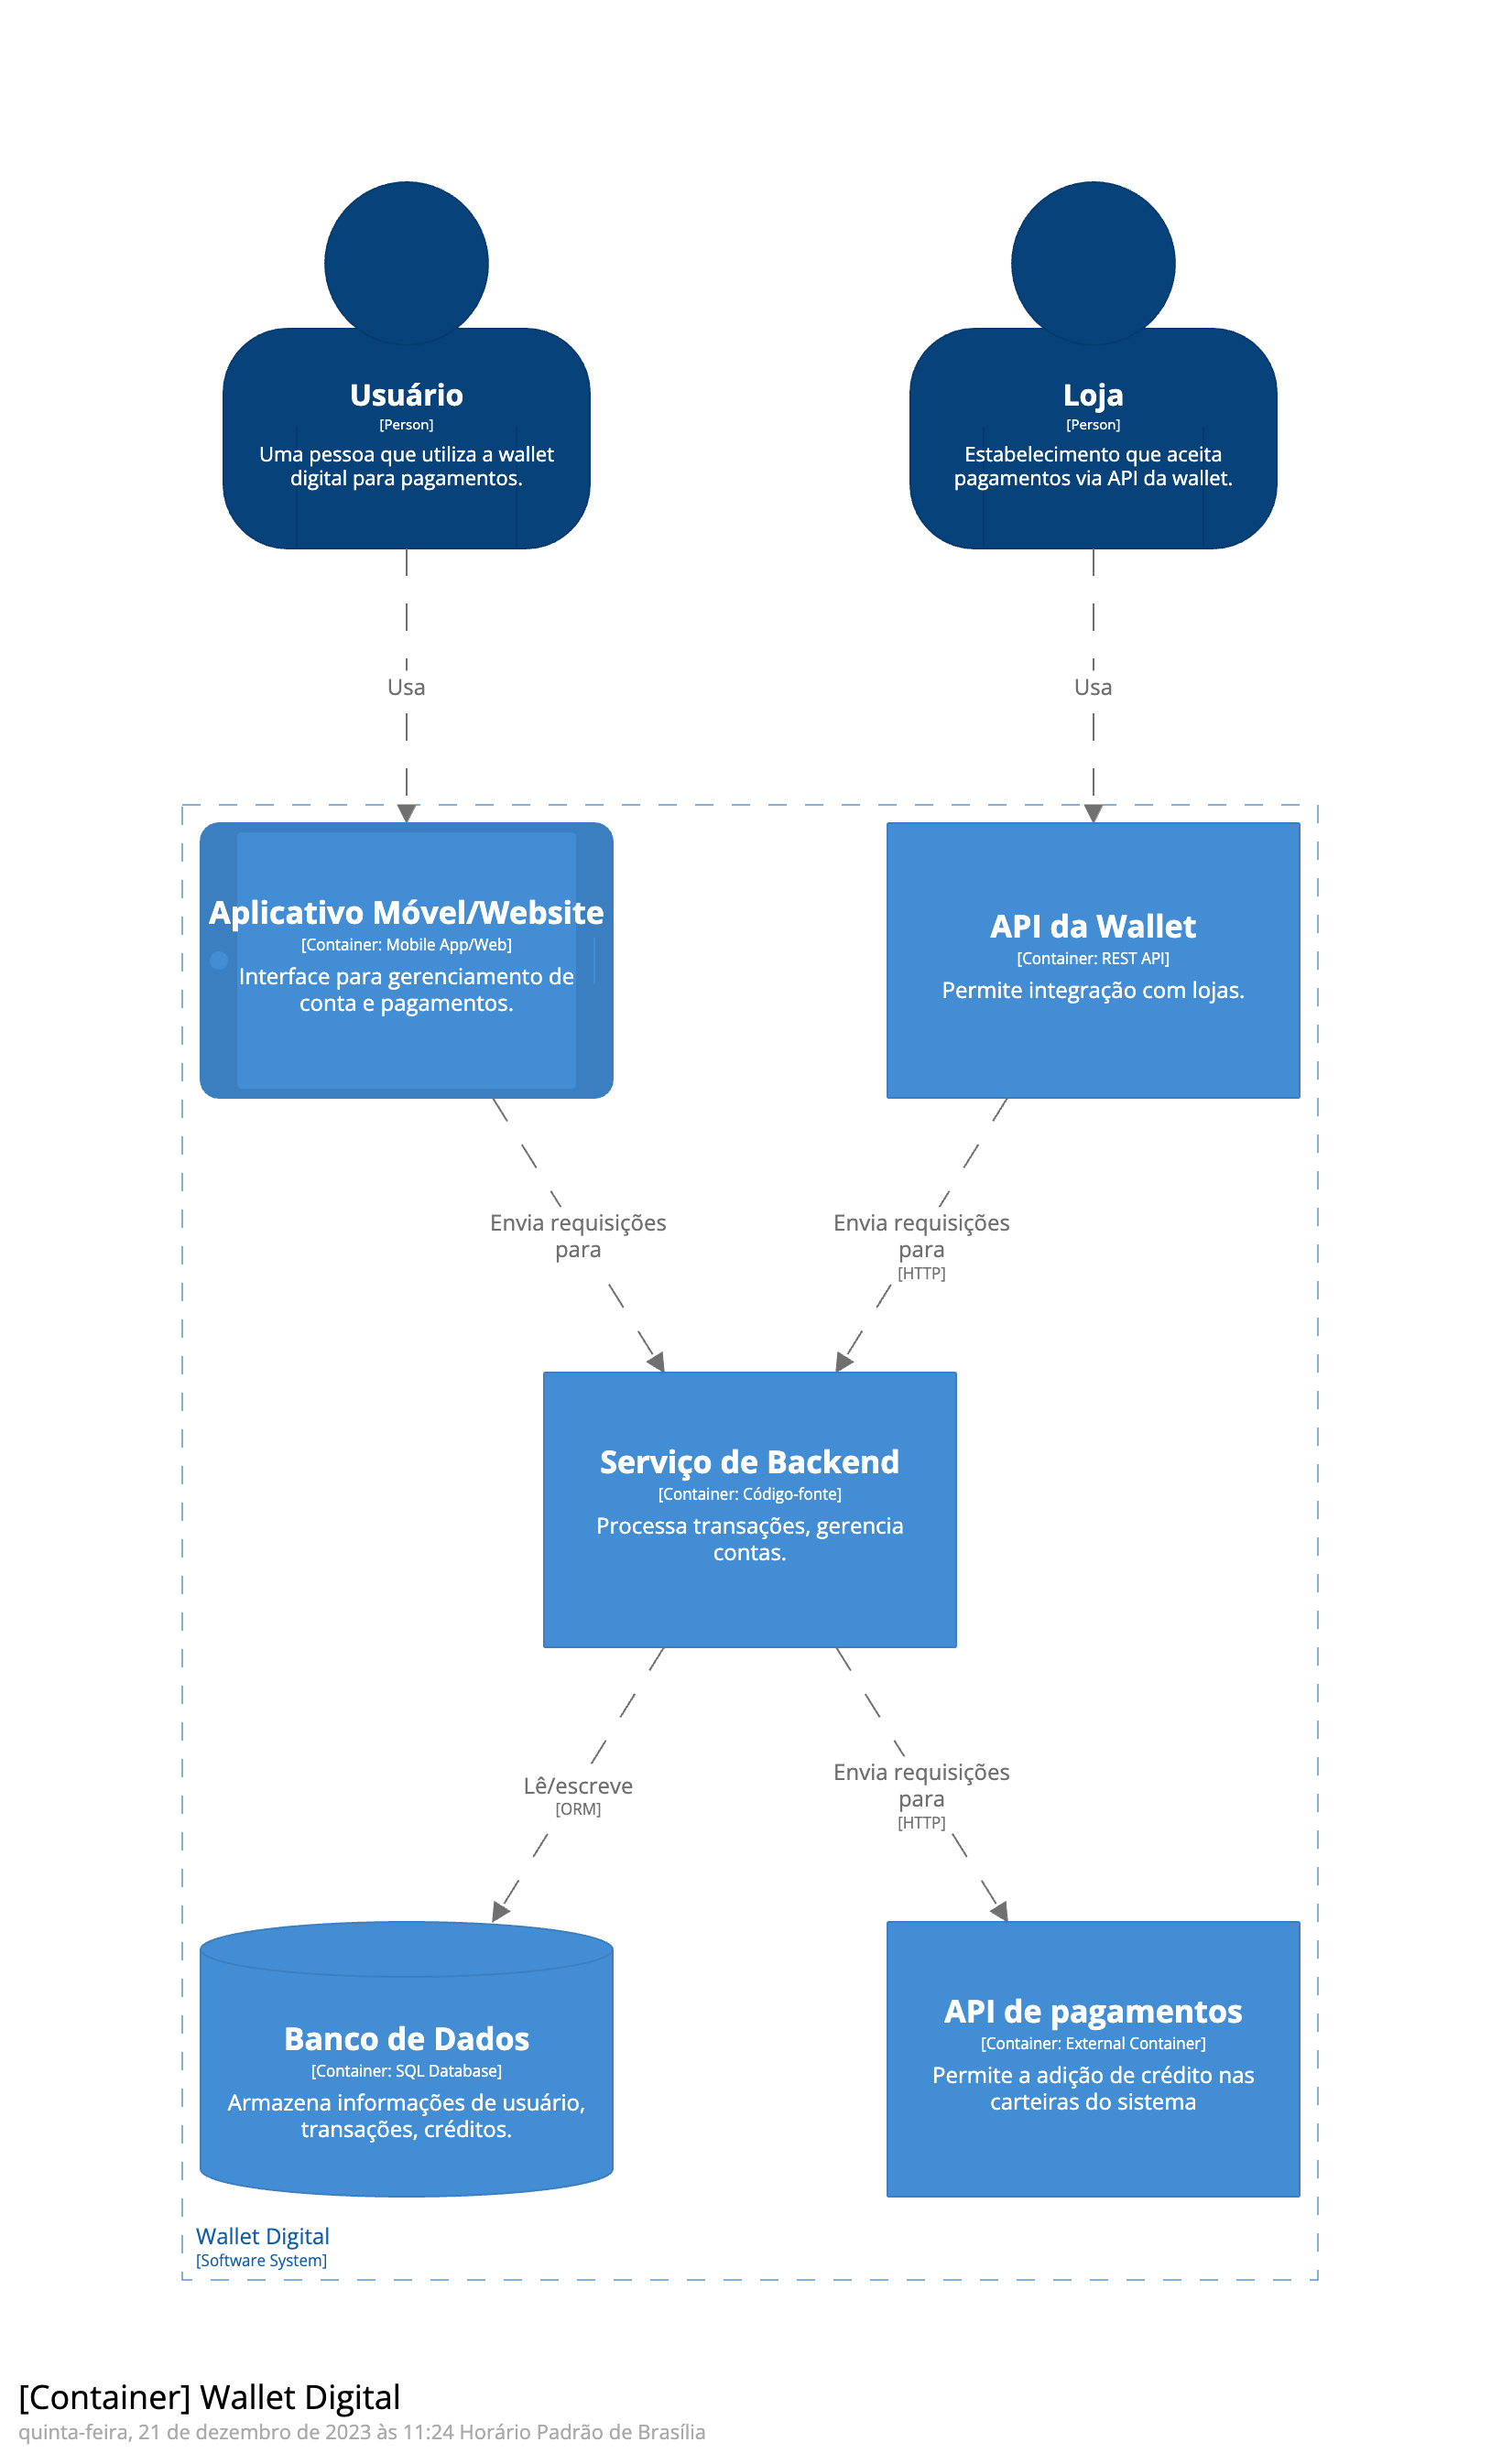 Usuário
[Person]
Uma pessoa que utiliza a wallet
digital para pagamentos.
Loja
[Person]
Estabelecimento que aceita
pagamentos via API da wallet.
Usa
Usa
Aplicativo Móvel/Website
[Container: Mobile App/Web]
Interface para gerenciamento de
conta e pagamentos.
API da Wallet
[Container: REST API]
Permite integração com lojas.
Envia requisições
para
Envia requisições
para
[HTTP]
Serviço de Backend
[Container: Código-fonte]
Processa transações, gerencia
contas.
Lê/escreve
[ORM]
Envia requisições
para
[HTTP]
Banco de Dados
[Container: SQL Database]
Armazena informações de usuário,
transações, créditos.
API de pagamentos
[Container: External Container]
Permite a adição de crédito nas
carteiras do sistema
Wallet Digital
[Software System]
[Container] Wallet Digital
quinta-feira, 21 de dezembro de 2023 às 11:24 Horário Padrão de Brasília